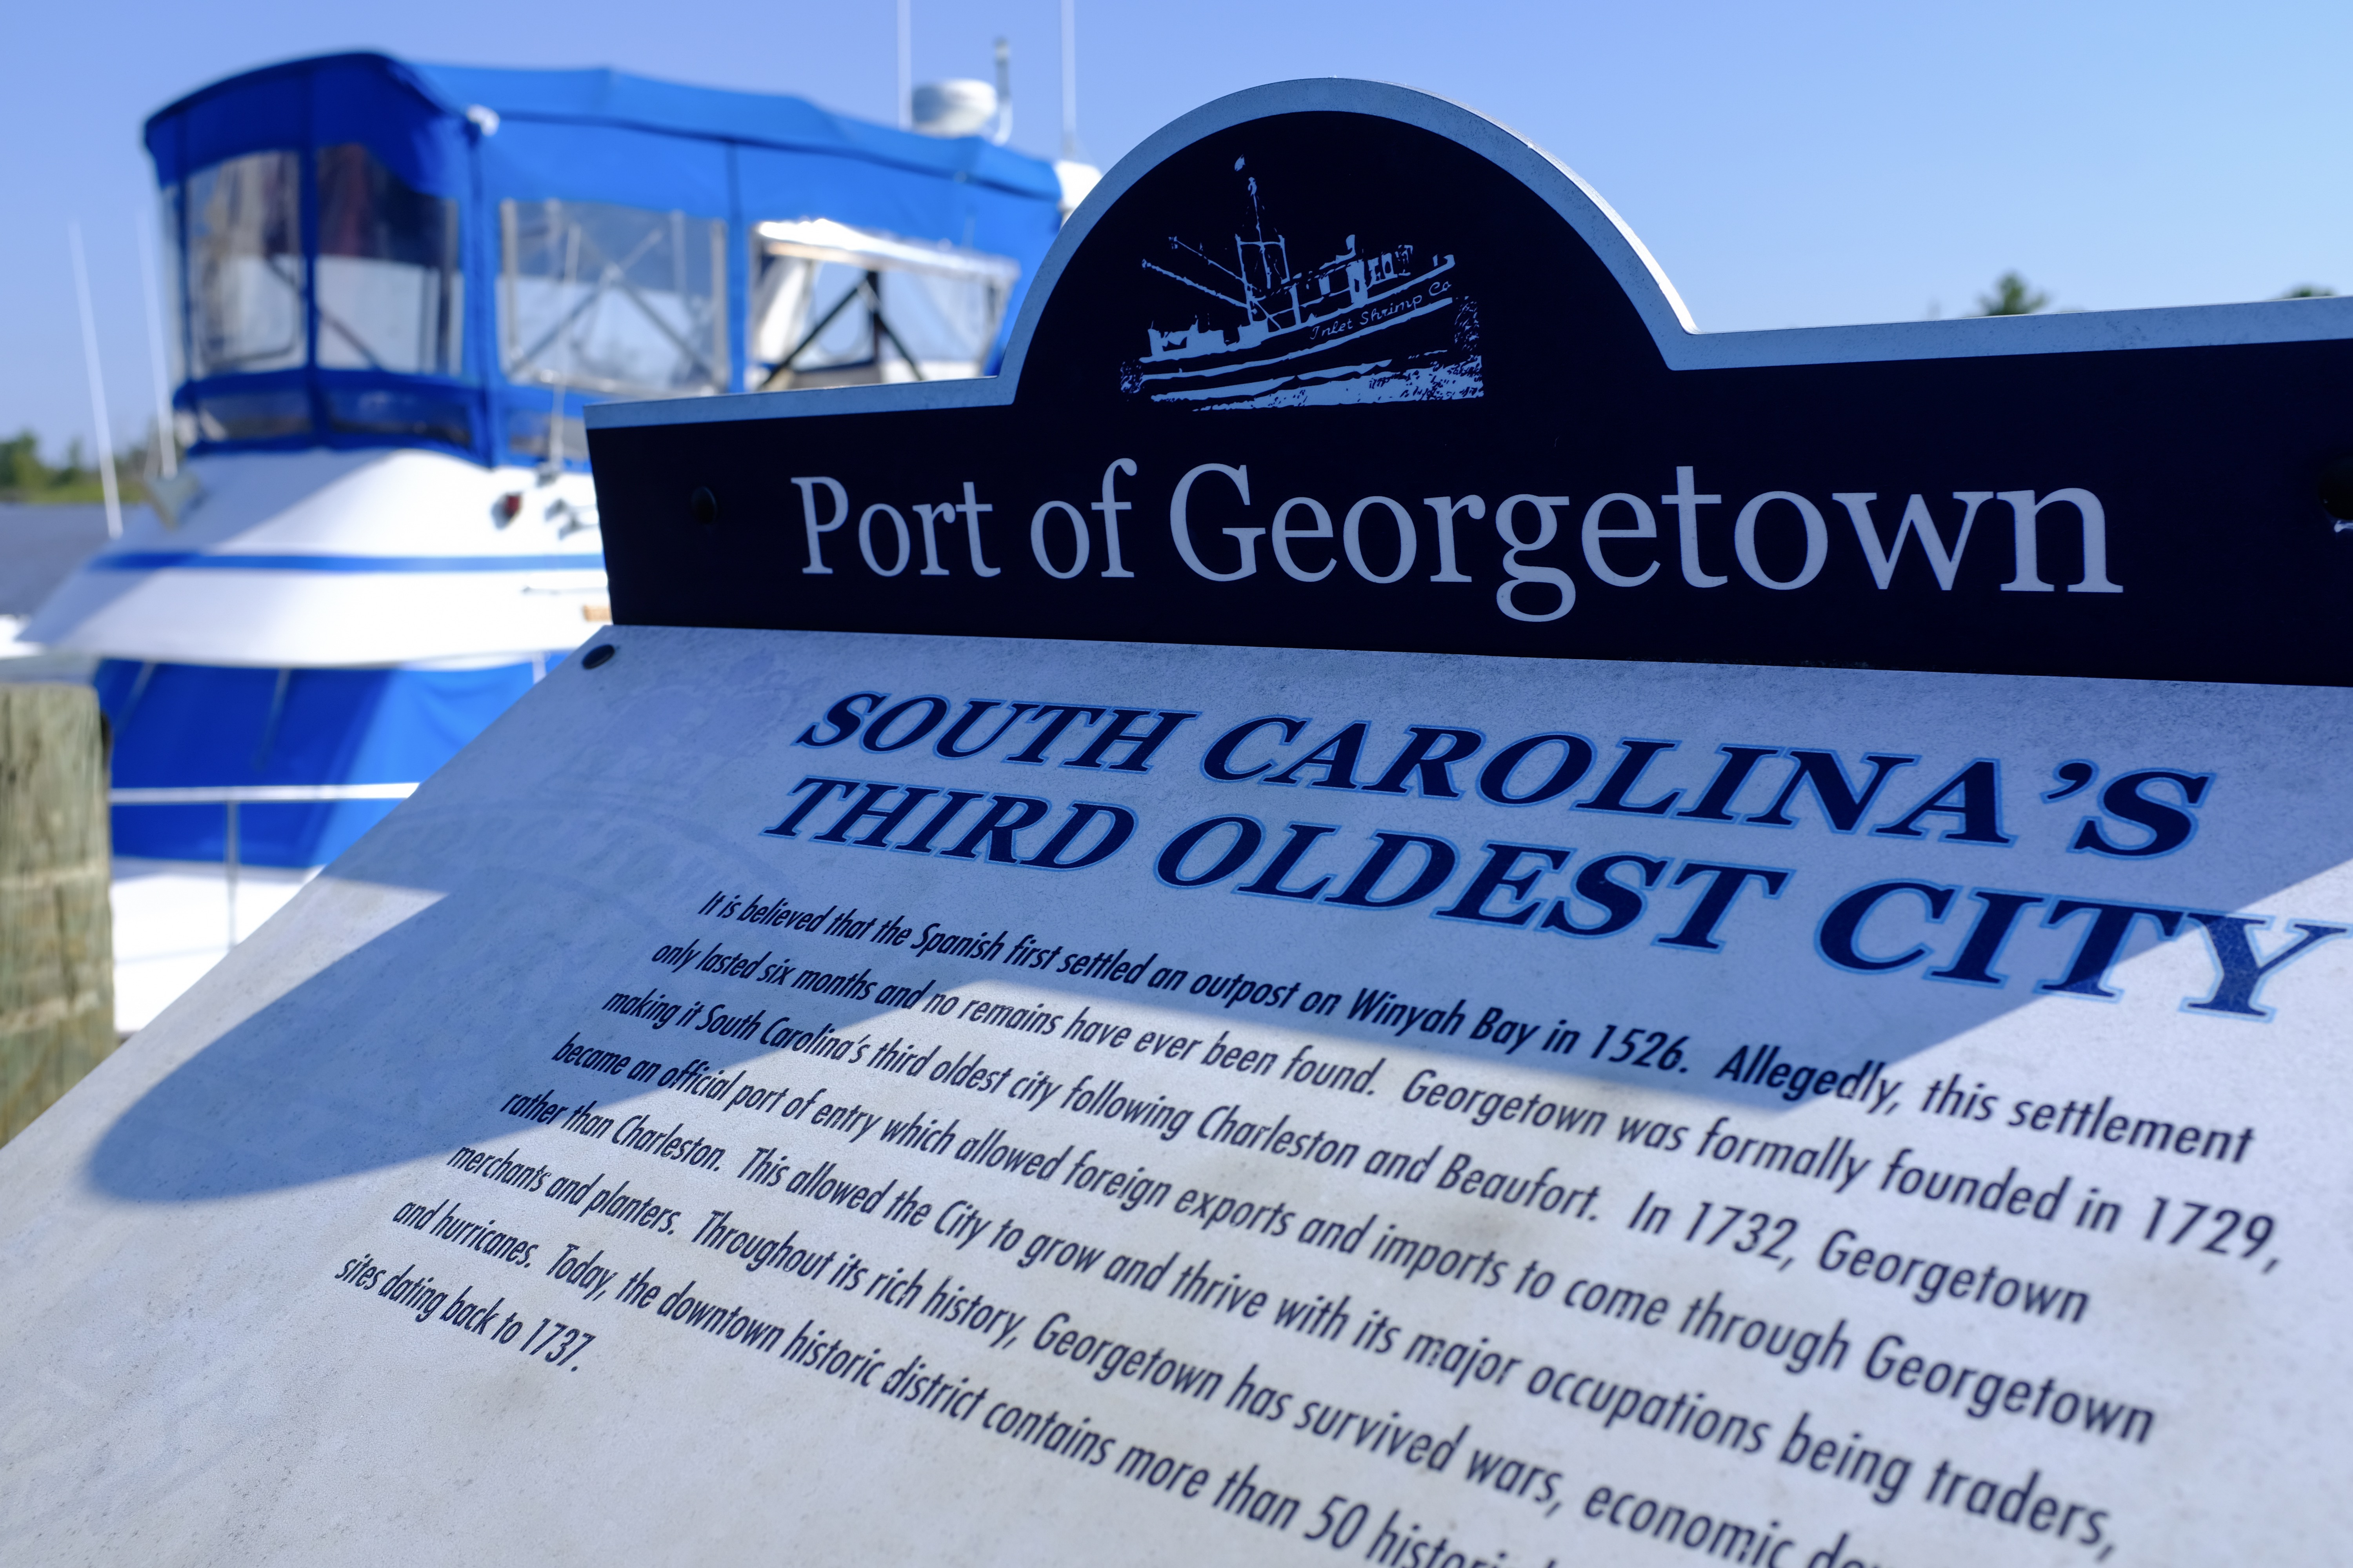 Inlet Shrimp Co
Port of Georgetown
SOUTH CAROLINA'S
THIRD OLDEST CITY
It is believed that the Spanish first settled an outpost on Winyah Bay in 1526. Allegedly, this settlement
only lasted six months and no remains have ever been found. Georgetown was formally founded in 1729,
making it South Carolina's third oldest city following Charleston and Beaufort. In 1732, Georgetown
became an official port of entry which allowed foreign exports and imports to come through Georgetown
rather than Charleston. This allowed the City to grow and thrive with its major occupations being traders,
merchants and planters. Throughout its rich history, Georgetown has survived wars, economic
and hurricanes. Today, the downtown historic district contains more than 50
sites dating back to 1737.